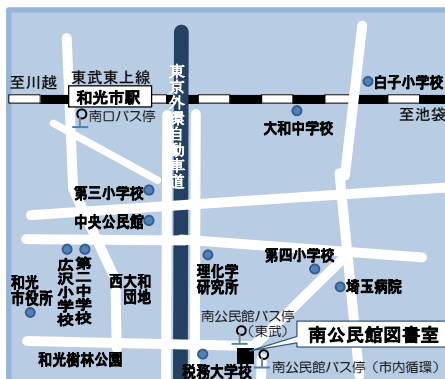 至川越
東武東上線
和光市駅
南口バス停
東京外環自動車道
白子小学校
大和中学校
至池袋
第三小学校
中央公民館
和光
市役所
広沢小学校
第二中学校
西大和
団地
理化学
研究所
第四小学校
埼玉病院
南公民館バス停
(東武)
南公民館図書室
和光樹林公園
税務大学校
南公民館バス停(市内循環)